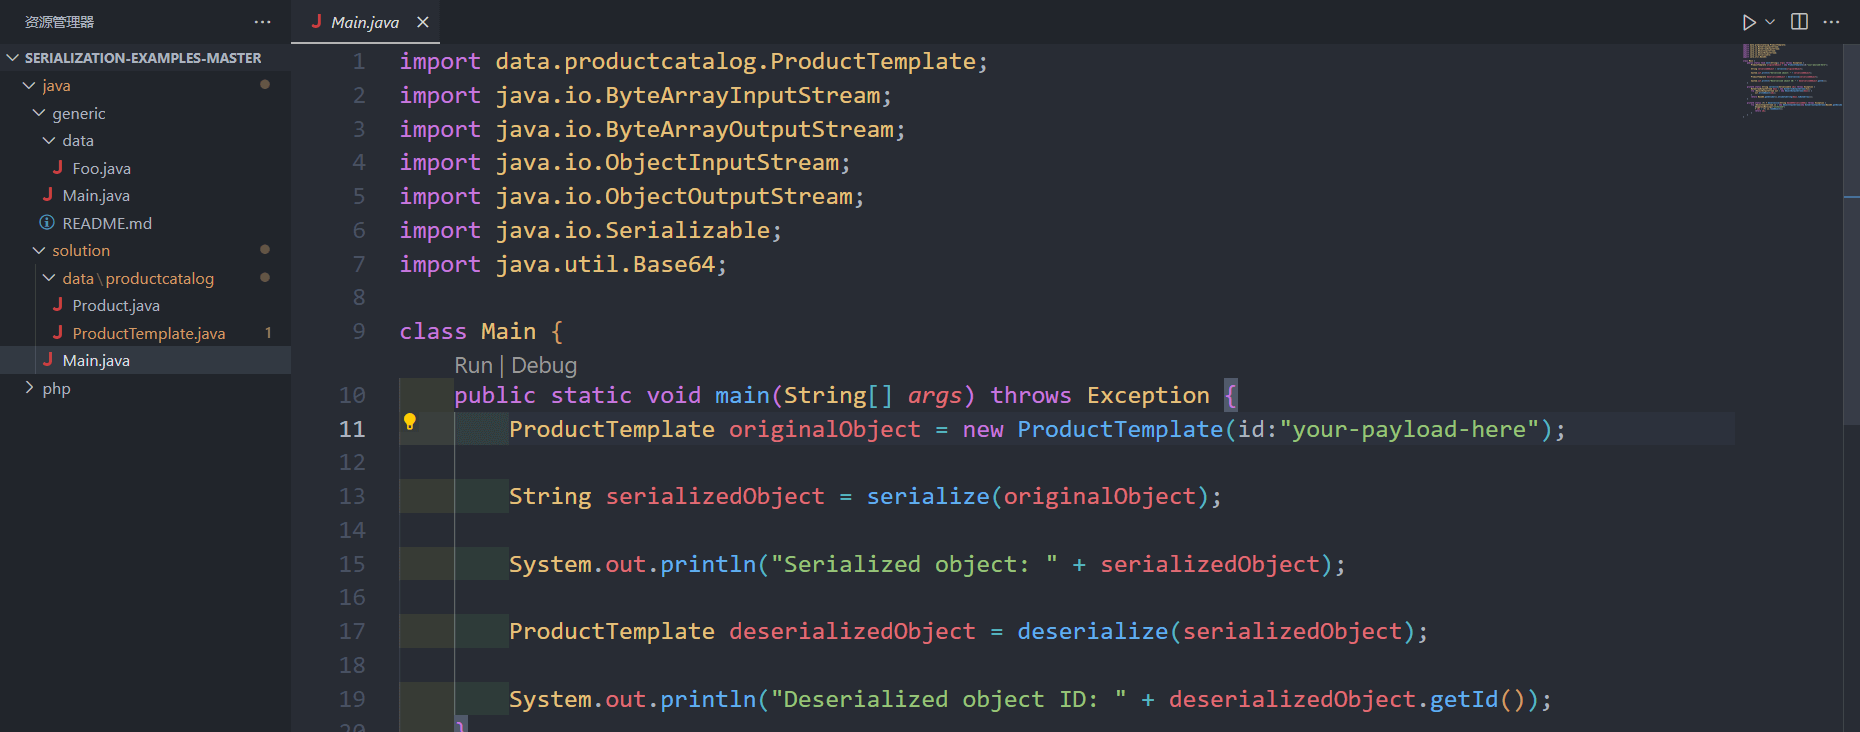 资源管理器
SERIALIZATION-EXAMPLES-MASTER
java
generic
data
J Foo.java
J Main.java
README.md
solution
data\productcatalog
J Product.java
J ProductTemplate.java 1
J Main.java
php
J Main.java
1 import data.productcatalog.ProductTemplate;
2 import java.io.ByteArrayInputStream;
3 import java.io.ByteArrayOutputStream;
4 import java.io.ObjectInputStream;
5 import java.io.ObjectOutputStream;
6 import java.io.Serializable;
7 import java.util.Base64;
8
9 class Main {
Run | Debug
10 public static void main(String[] args) throws Exception {
11 ProductTemplate originalObject = new ProductTemplate(id:"your-payload-here");
12
13 String serializedObject = serialize(originalObject);
14
15 System.out.println("Serialized object: " + serializedObject);
16
17 ProductTemplate deserializedObject = deserialize(serializedObject);
18
19 System.out.println("Deserialized object ID: " + deserializedObject.getId());
20 }